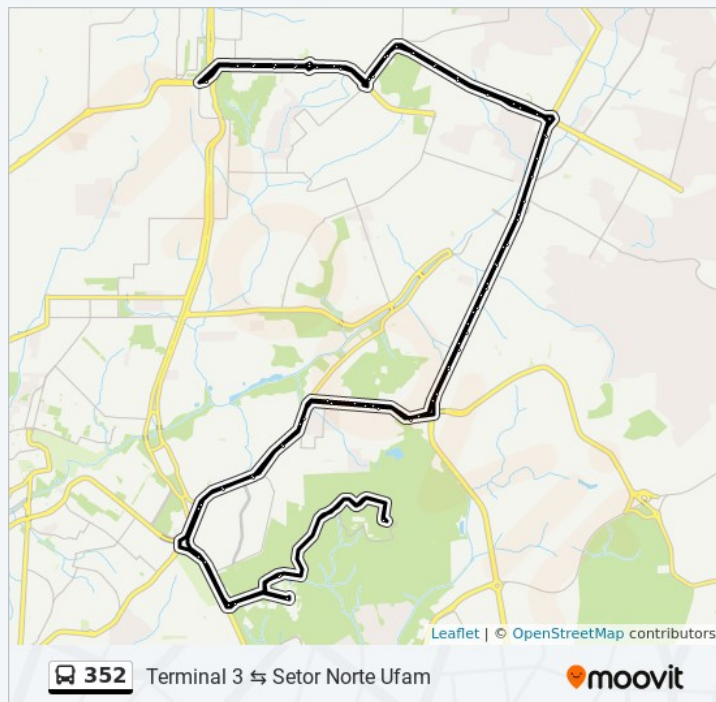 Leaflet | © OpenStreetMap contributors
352 Terminal 3 ⇆ Setor Norte Ufam moovit